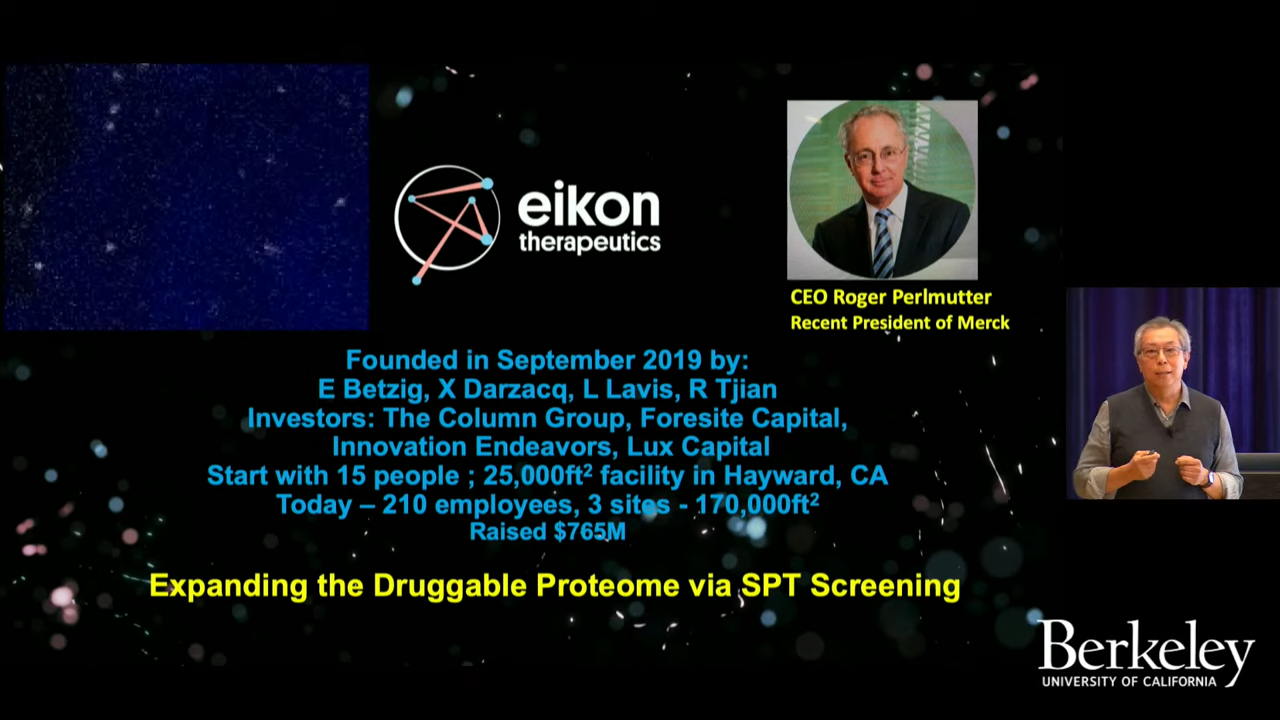 eikon
therapeutics
CEO Roger Perlmutter
Recent President of Merck
Founded in September 2019 by:
E Betzig, X Darzacq, L Lavis, R Tjian
Investors: The Column Group, Foresite Capital,
Innovation Endeavors, Lux Capital
Start with 15 people ; 25,000ft² facility in Hayward, CA
Today – 210 employees, 3 sites - 170,000ft²
Raised $765M
Expanding the Druggable Proteome via SPT Screening
Berkeley
UNIVERSITY OF CALIFORNIA